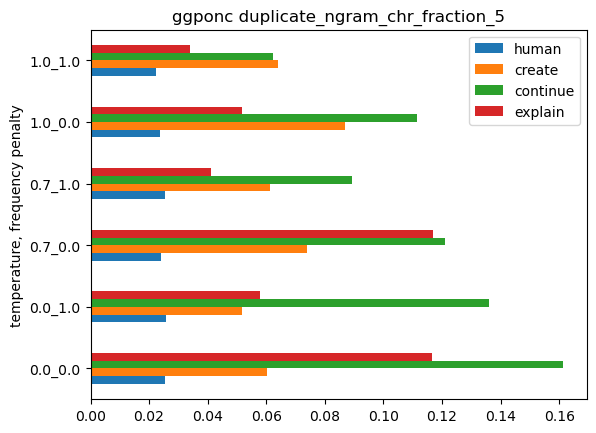 ggponc duplicate_ngram_chr_fraction_5
human
create
continue
explain
temperature, frequency penalty
1.0_1.0
1.0_0.0
0.7_1.0
0.7_0.0
0.0_1.0
0.0_0.0
0.00 0.02 0.04 0.06 0.08 0.10 0.12 0.14 0.16